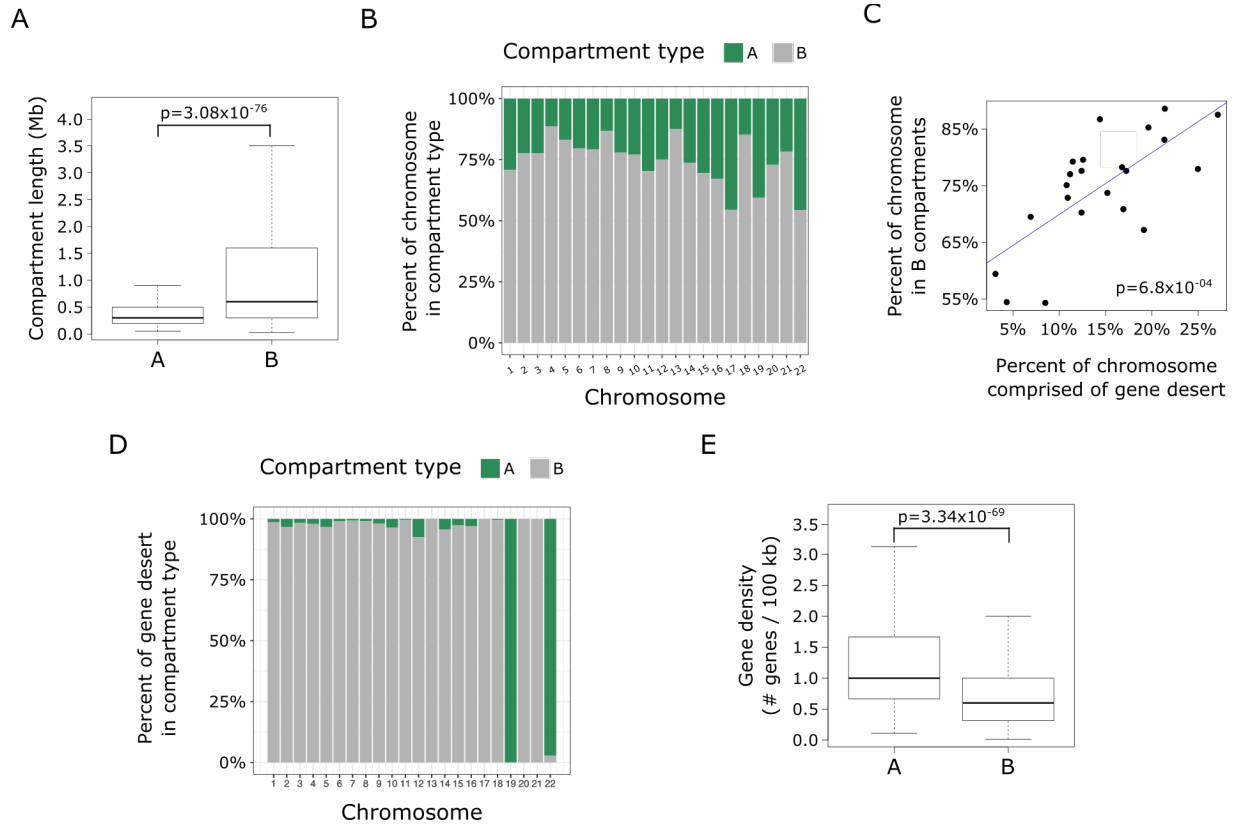 A
Compartment length (Mb)
4.0
3.5
3.0
2.5
2.0
1.5
1.0
0.5
0.0
p=3.08x10-76
A B
B
Compartment type A B
Percent of chromosome
in compartment type
100%
75%
50%
25%
0%
1 2 3 4 5 6 7 8 9 10 11 12 13 14 15 16 17 18 19 20 21 22
Chromosome
C
Percent of chromosome
in B compartments
85%
75%
65%
55%
p=6.8x10-04
5% 10% 15% 20% 25%
Percent of chromosome
comprised of gene desert
D
Compartment type A B
Percent of gene desert
in compartment type
100%
75%
50%
25%
0%
1 2 3 4 5 6 7 8 9 10 11 12 13 14 15 16 17 18 19 20 21 22
Chromosome
E
Gene density
(# genes / 100 kb)
3.5
3.0
2.5
2.0
1.5
1.0
0.5
0.0
p=3.34x10-69
A B